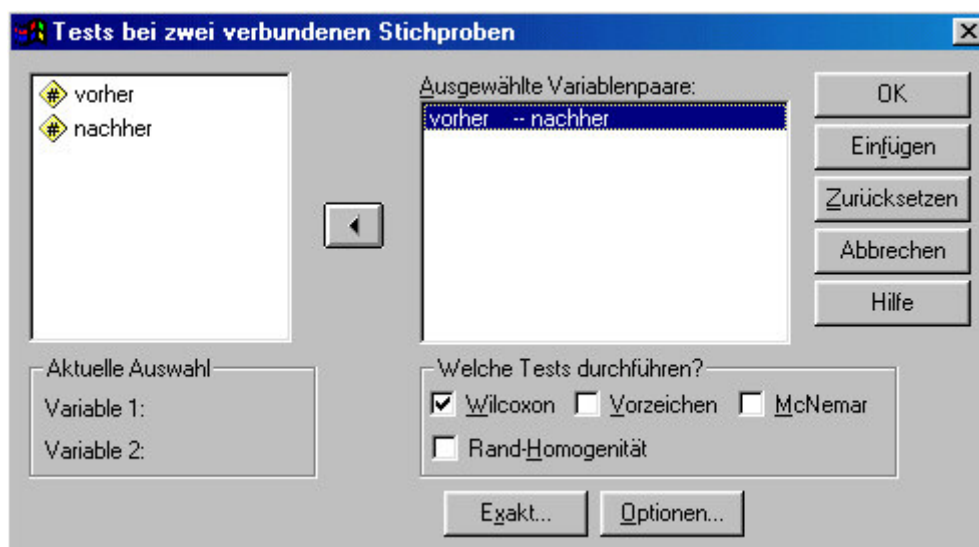 Tests bei zwei verbundenen Stichproben
vorher
nachher
Ausgewählte Variablenpaare:
vorher -- nachher
OK
Einfügen
Zurücksetzen
Abbrechen
Hilfe
Aktuelle Auswahl
Variable 1:
Variable 2:
Welche Tests durchführen?
Wilcoxon Vorzeichen McNemar
Rand-Homogenität
Exakt... Optionen...